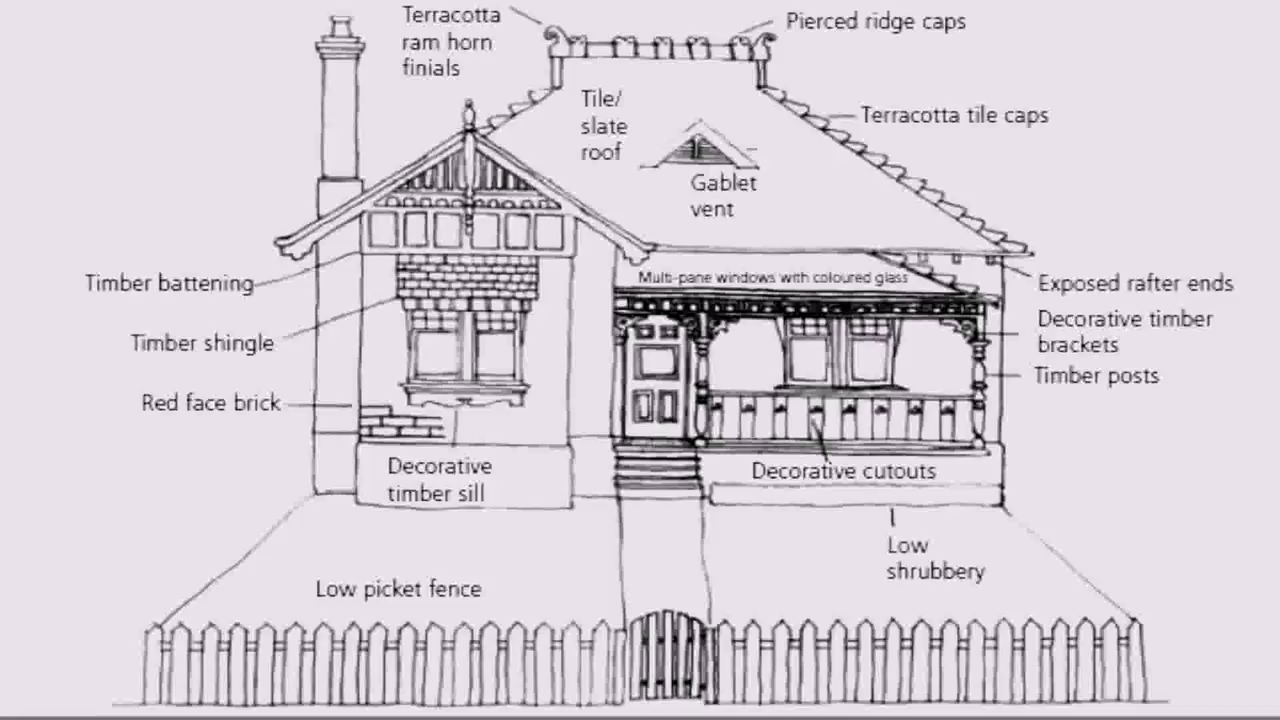 Terracotta
ram horn
finials
Pierced ridge caps
Tile/
slate
roof
Terracotta tile caps
Gablet
vent
Timber battening
Multi-pane windows with coloured glass
Exposed rafter ends
Decorative timber
brackets
Timber shingle
Timber posts
Red face brick
Decorative
timber sill
Decorative cutouts
Low
shrubbery
Low picket fence